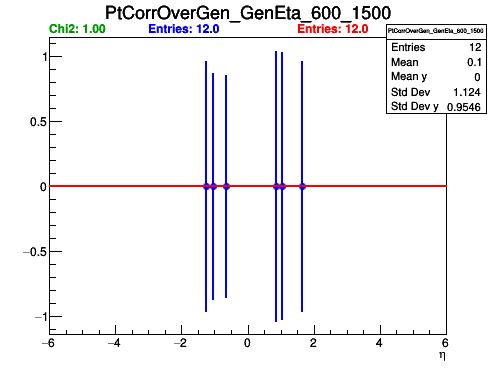 PtCorrOverGen_GenEta_600_1500
Chi2: 1.00 Entries: 12.0 Entries: 12.0
PtCorrOverGen_GenEta_600_1500
Entries 12
Mean 0.1
Mean y 0
Std Dev 1.124
Std Dev y 0.9546
1
0.5
0
−0.5
−1
−6 −4 −2 0 2 4 6
η